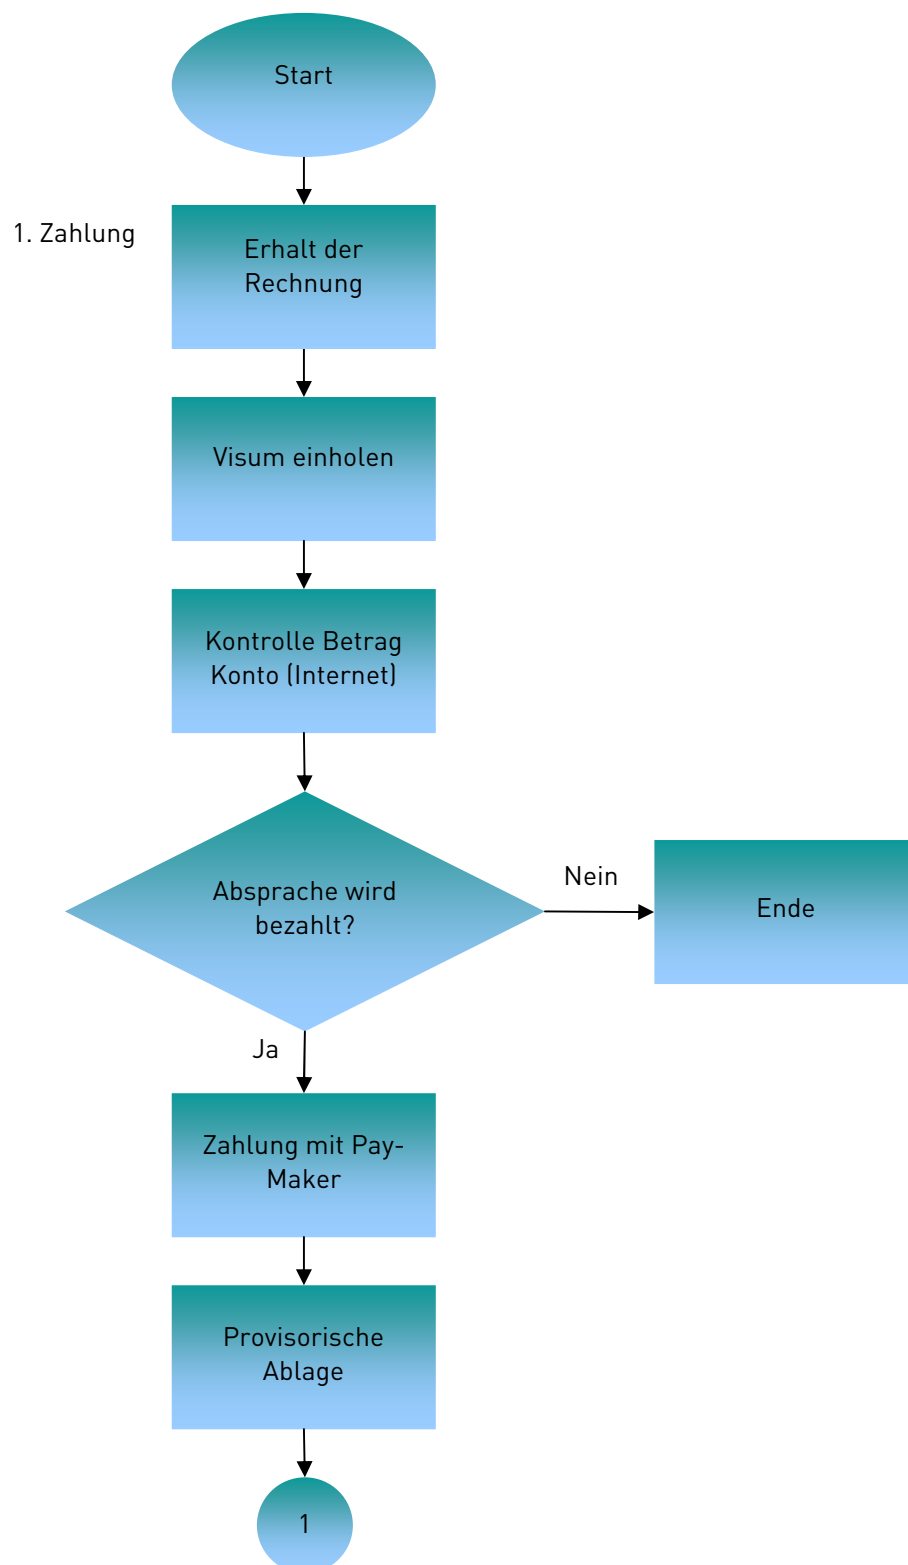 Start
1. Zahlung
Erhalt der
Rechnung
Visum einholen
Kontrolle Betrag
Konto (Internet)
Absprache wird
bezahlt?
Nein
Ende
Ja
Zahlung mit Pay-
Maker
Provisorische
Ablage
1